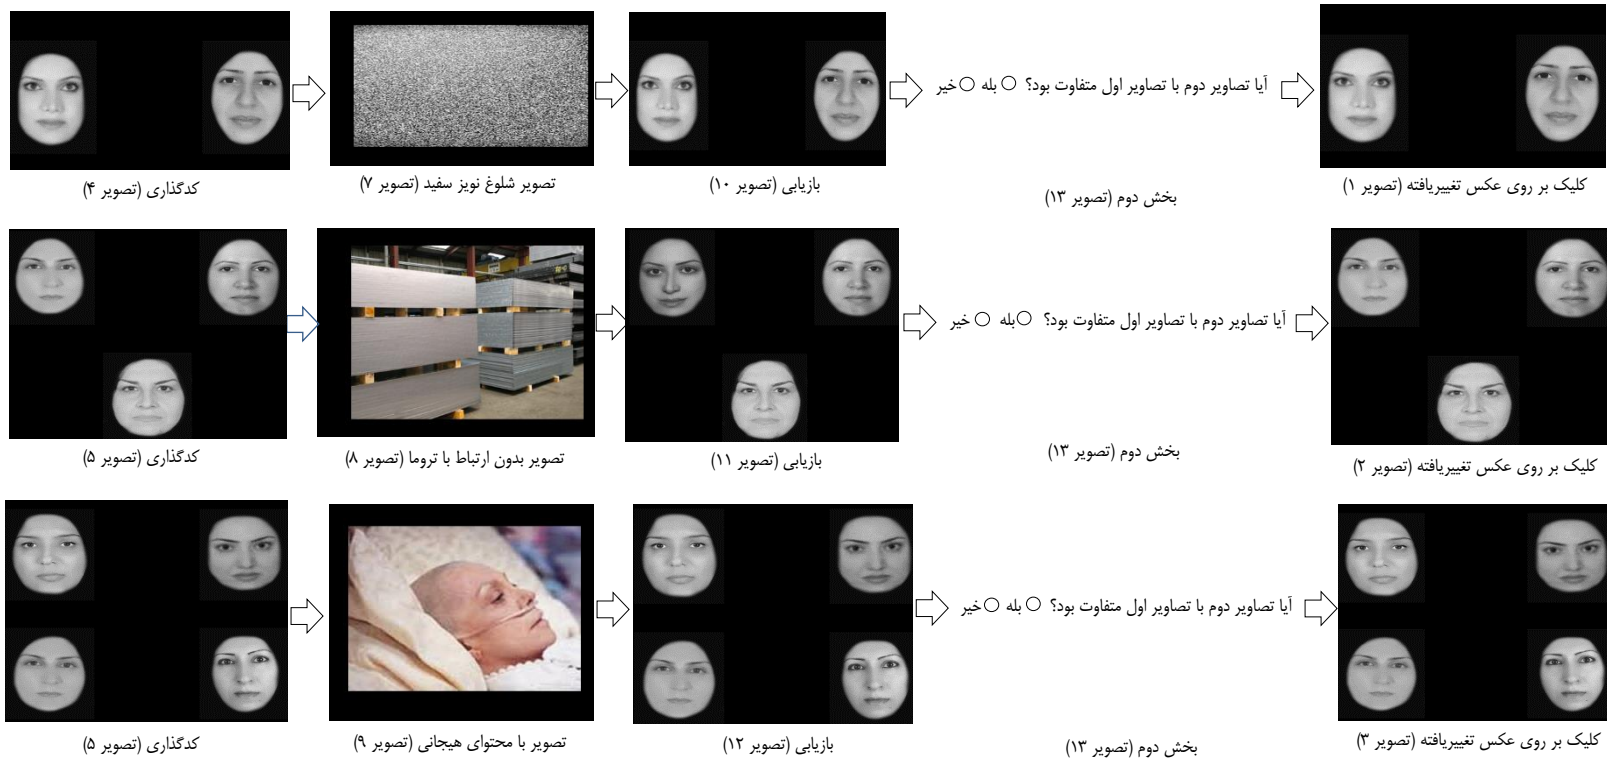 آیا تصاویر دوم با تصاویر اول متفاوت بود؟ ○ بله ○ خیر
کدگذاری (تصویر ۴)
تصویر شلوغ نویز سفید (تصویر ۷)
بازیابی (تصویر ۱۰)
بخش دوم (تصویر ۱۳)
کلیک بر روی عکس تغییریافته (تصویر ۱)
آیا تصاویر دوم با تصاویر اول متفاوت بود؟ ○ بله ○ خیر
کدگذاری (تصویر ۵)
تصویر بدون ارتباط با تروما (تصویر ۸)
بازیابی (تصویر ۱۱)
بخش دوم (تصویر ۱۳)
کلیک بر روی عکس تغییریافته (تصویر ۲)
آیا تصاویر دوم با تصاویر اول متفاوت بود؟ ○ بله ○ خیر
کدگذاری (تصویر ۵)
تصویر با محتوای هیجانی (تصویر ۹)
بازیابی (تصویر ۱۲)
بخش دوم (تصویر ۱۳)
کلیک بر روی عکس تغییریافته (تصویر ۳)